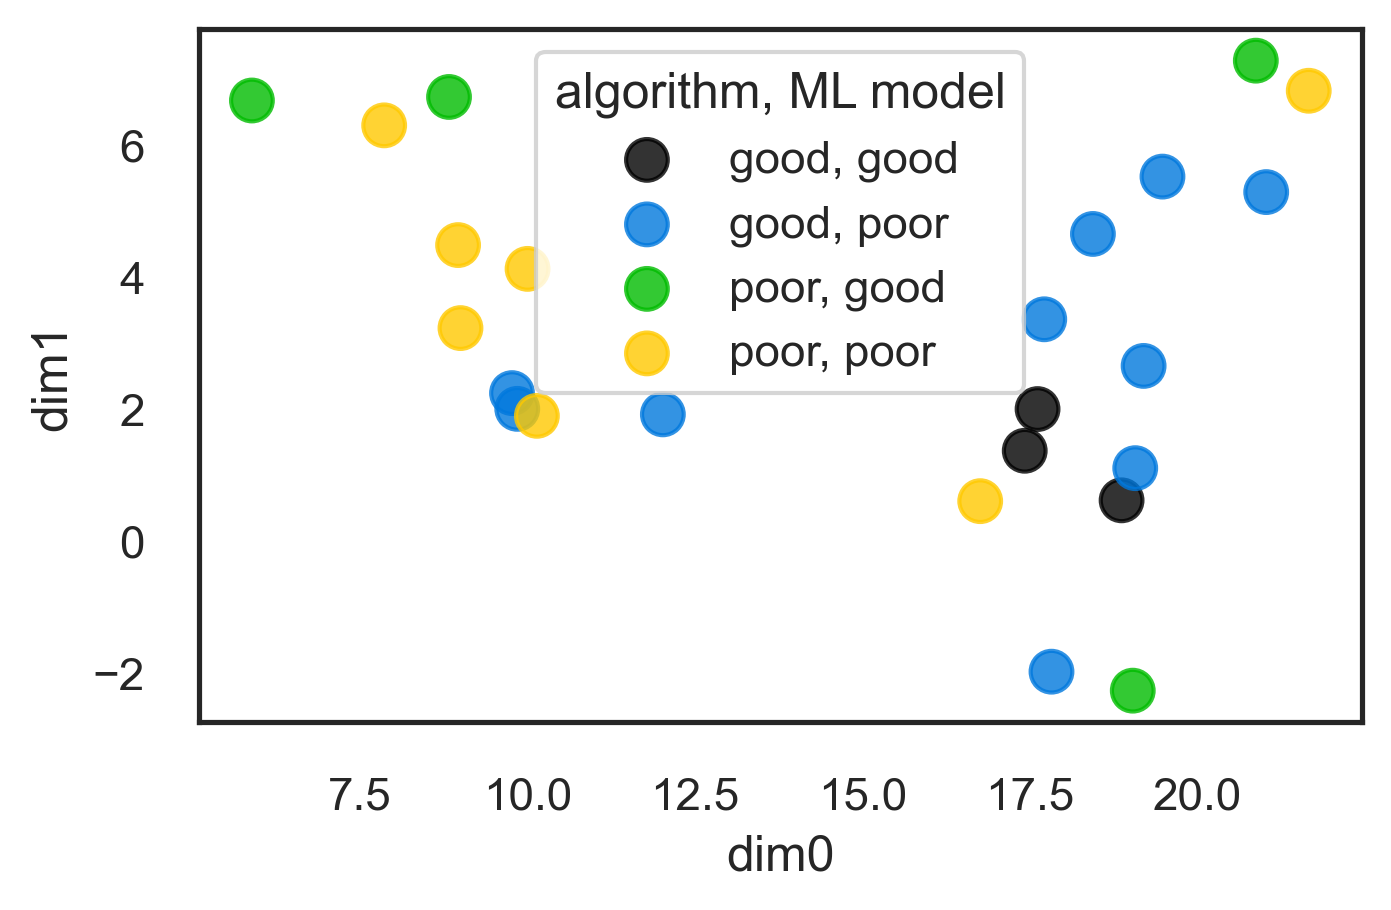 algorithm, ML model
good, good
good, poor
poor, good
poor, poor
6
4
2
0
−2
dim1
7.5 10.0 12.5 15.0 17.5 20.0
dim0